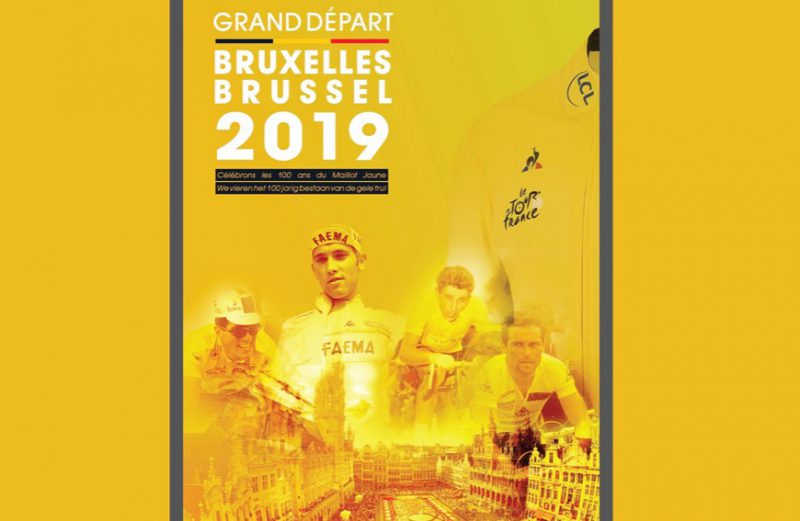 GRAND DÉPART
BRUXELLES
BRUSSEL
2019
Célébrons les 100 ans du Maillot Jaune
We vieren het 100 jarig bestaan van de gele trui
LCL
le
TOUR
de
france
FAEMA
FAEMA